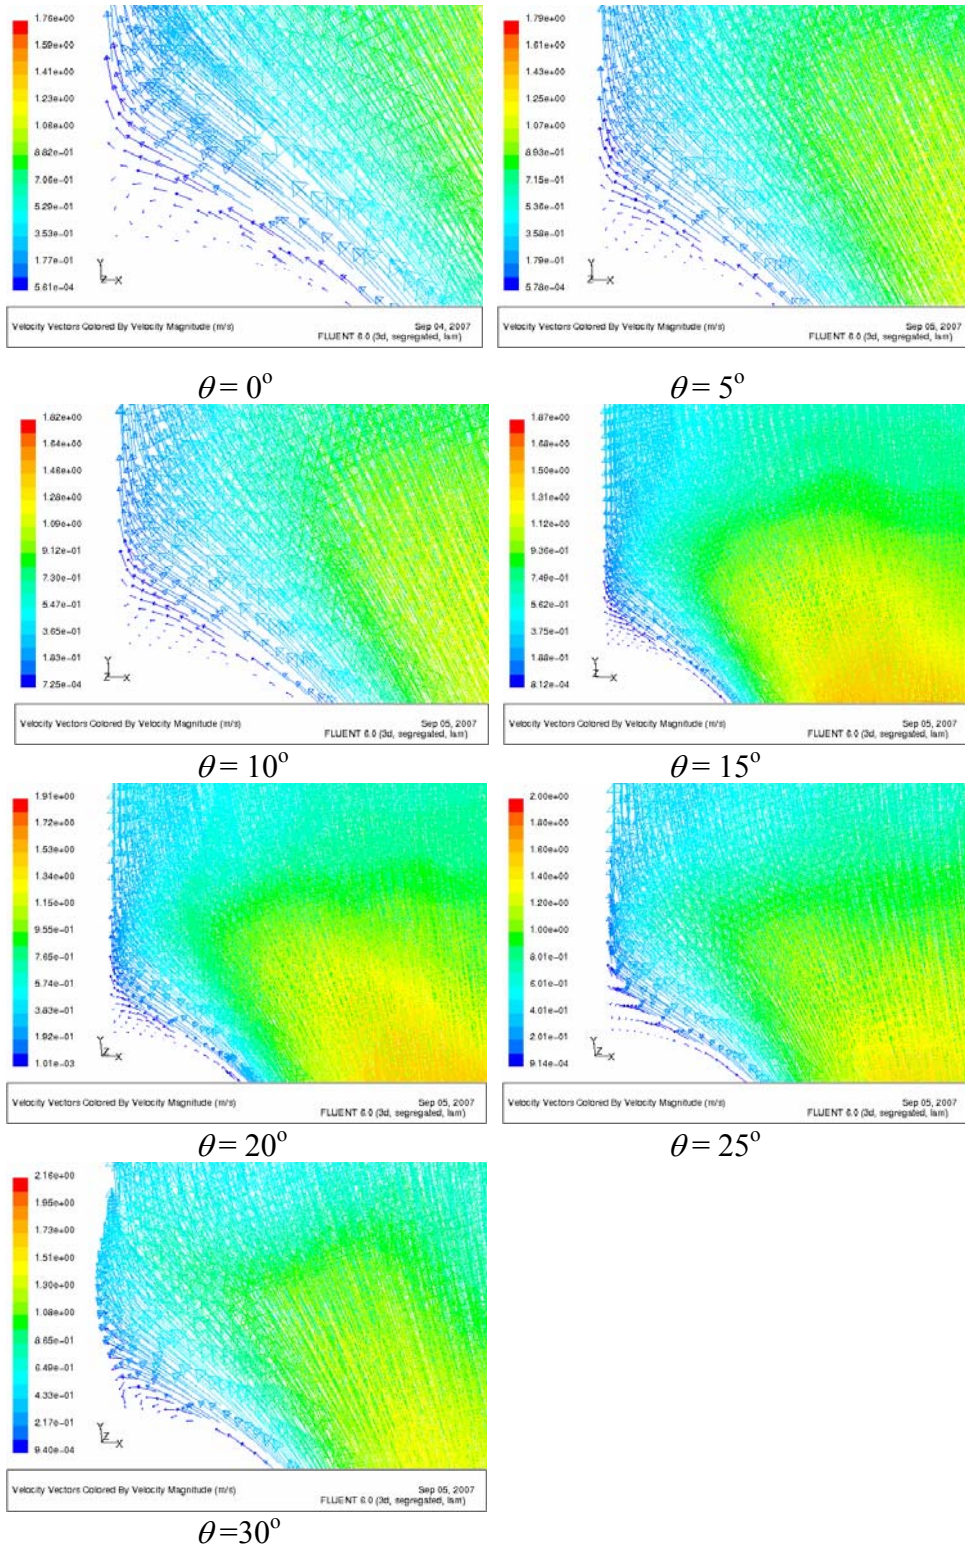 1.76e+00
1.59e+00
1.41e+00
1.23e+00
1.06e+00
8.82e-01
7.06e-01
5.29e-01
3.53e-01
1.77e-01
5.61e-04
Y
Z X
Velocity Vectors Colored By Velocity Magnitude (m/s)
Sep 04, 2007
FLUENT 6.0 (3d, segregated, lam)
θ = 0°
1.79e+00
1.61e+00
1.43e+00
1.25e+00
1.07e+00
8.93e-01
7.15e-01
5.36e-01
3.58e-01
1.79e-01
5.78e-04
Y
Z X
Velocity Vectors Colored By Velocity Magnitude (m/s)
Sep 05, 2007
FLUENT 6.0 (3d, segregated, lam)
θ = 5°
1.82e+00
1.64e+00
1.46e+00
1.28e+00
1.09e+00
9.12e-01
7.30e-01
5.47e-01
3.65e-01
1.83e-01
7.25e-04
Y
Z X
Velocity Vectors Colored By Velocity Magnitude (m/s)
Sep 05, 2007
FLUENT 6.0 (3d, segregated, lam)
θ = 10°
1.87e+00
1.68e+00
1.50e+00
1.31e+00
1.12e+00
9.36e-01
7.49e-01
5.62e-01
3.75e-01
1.88e-01
8.12e-04
Y
Z X
Velocity Vectors Colored By Velocity Magnitude (m/s)
Sep 05, 2007
FLUENT 6.0 (3d, segregated, lam)
θ = 15°
1.91e+00
1.72e+00
1.53e+00
1.34e+00
1.15e+00
9.55e-01
7.65e-01
5.74e-01
3.83e-01
1.92e-01
1.01e-03
Y
Z X
Velocity Vectors Colored By Velocity Magnitude (m/s)
Sep 05, 2007
FLUENT 6.0 (3d, segregated, lam)
θ = 20°
2.00e+00
1.80e+00
1.60e+00
1.40e+00
1.20e+00
1.00e+00
8.01e-01
6.01e-01
4.01e-01
2.01e-01
9.14e-04
Y
Z X
Velocity Vectors Colored By Velocity Magnitude (m/s)
Sep 05, 2007
FLUENT 6.0 (3d, segregated, lam)
θ = 25°
2.16e+00
1.95e+00
1.73e+00
1.51e+00
1.30e+00
1.08e+00
8.65e-01
6.49e-01
4.33e-01
2.17e-01
9.40e-04
Y
Z X
Velocity Vectors Colored By Velocity Magnitude (m/s)
Sep 05, 2007
FLUENT 6.0 (3d, segregated, lam)
θ =30°